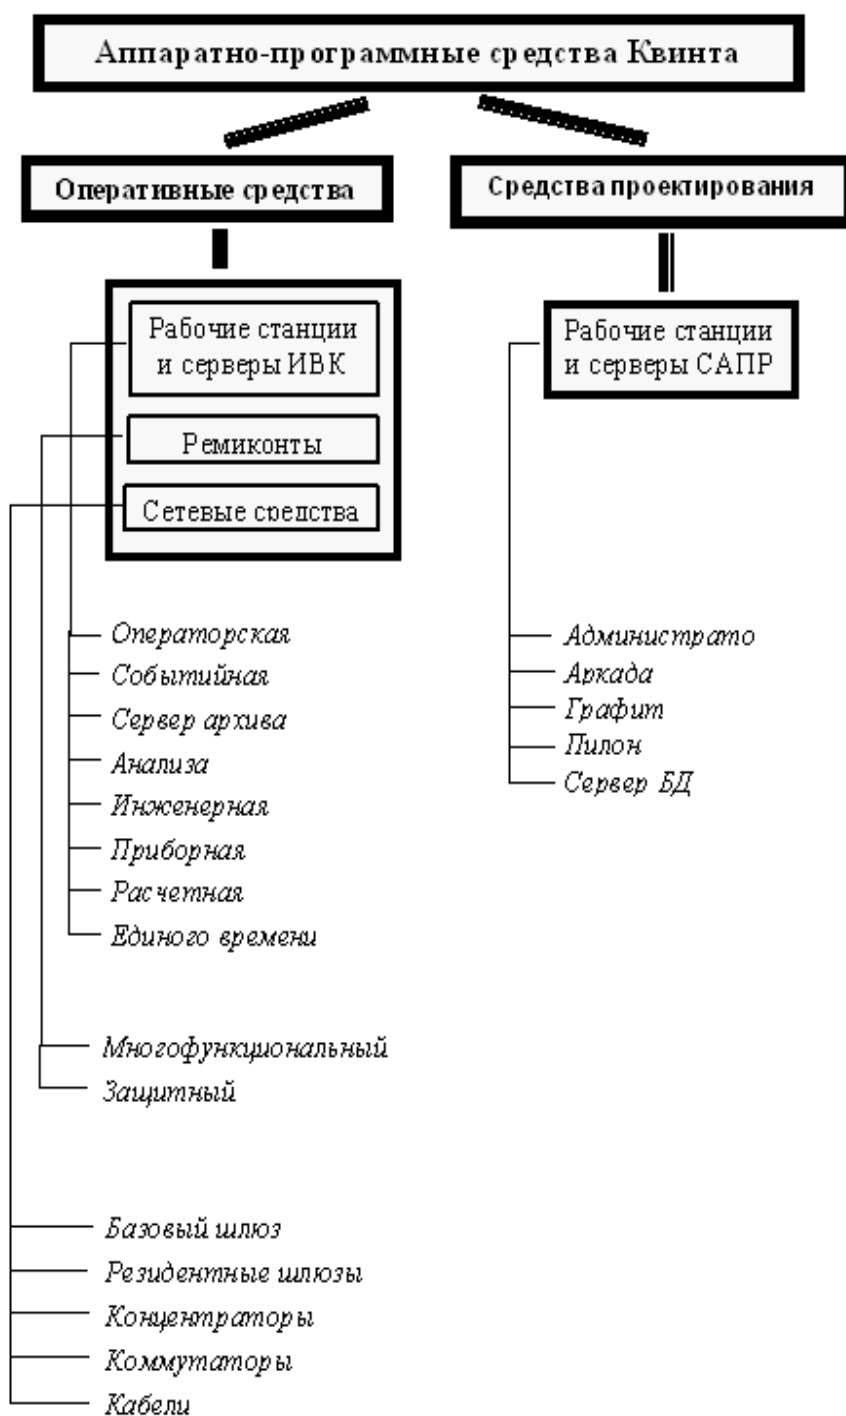 Аппаратно-программные средства Квинта
Оперативные средства
Средства проектирования
Рабочие станции
и серверы ИВК
Ремиконты
Сетевые средства
Рабочие станции
и серверы САПР
Операторская
Событийная
Сервер архива
Анализа
Инженерная
Приборная
Расчетная
Единого времени
Администрато
Аркада
Графит
Пилон
Сервер БД
Многофункциональный
Защитный
Базовый шлюз
Резидентные шлюзы
Концентраторы
Коммутаторы
Кабели